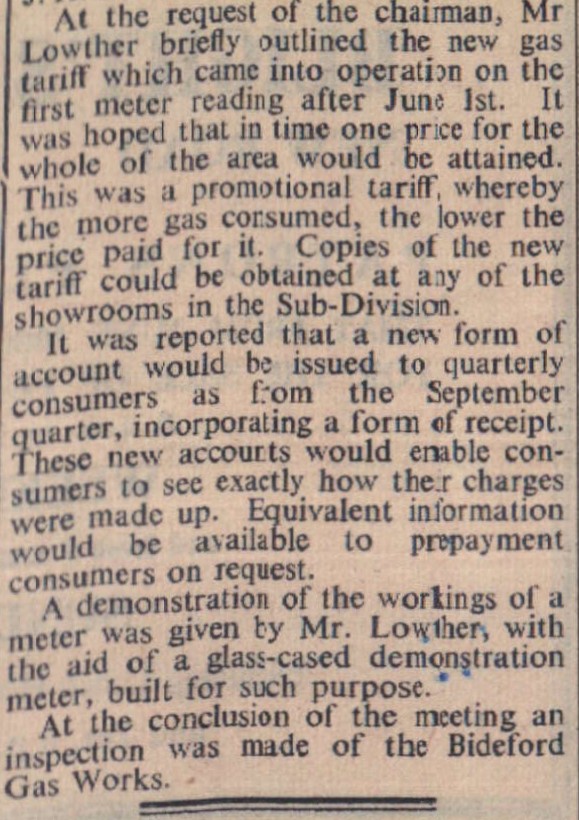 At the request of the chairman, Mr
Lowther briefly outlined the new gas
tariff which came into operation on the
first meter reading after June 1st. It
was hoped that in time one price for the
whole of the area would be attained.
This was a promotional tariff, whereby
the more gas consumed, the lower the
price paid for it. Copies of the new
tariff could be obtained at any of the
showrooms in the Sub-Division.
It was reported that a new form of
account would be issued to quarterly
consumers as from the September
quarter, incorporating a form of receipt.
These new accounts would enable con-
sumers to see exactly how their charges
were made up. Equivalent information
would be available to prepayment
consumers on request.
A demonstration of the workings of a
meter was given by Mr. Lowther, with
the aid of a glass-cased demonstration
meter, built for such purpose.
At the conclusion of the meeting an
inspection was made of the Bideford
Gas Works.